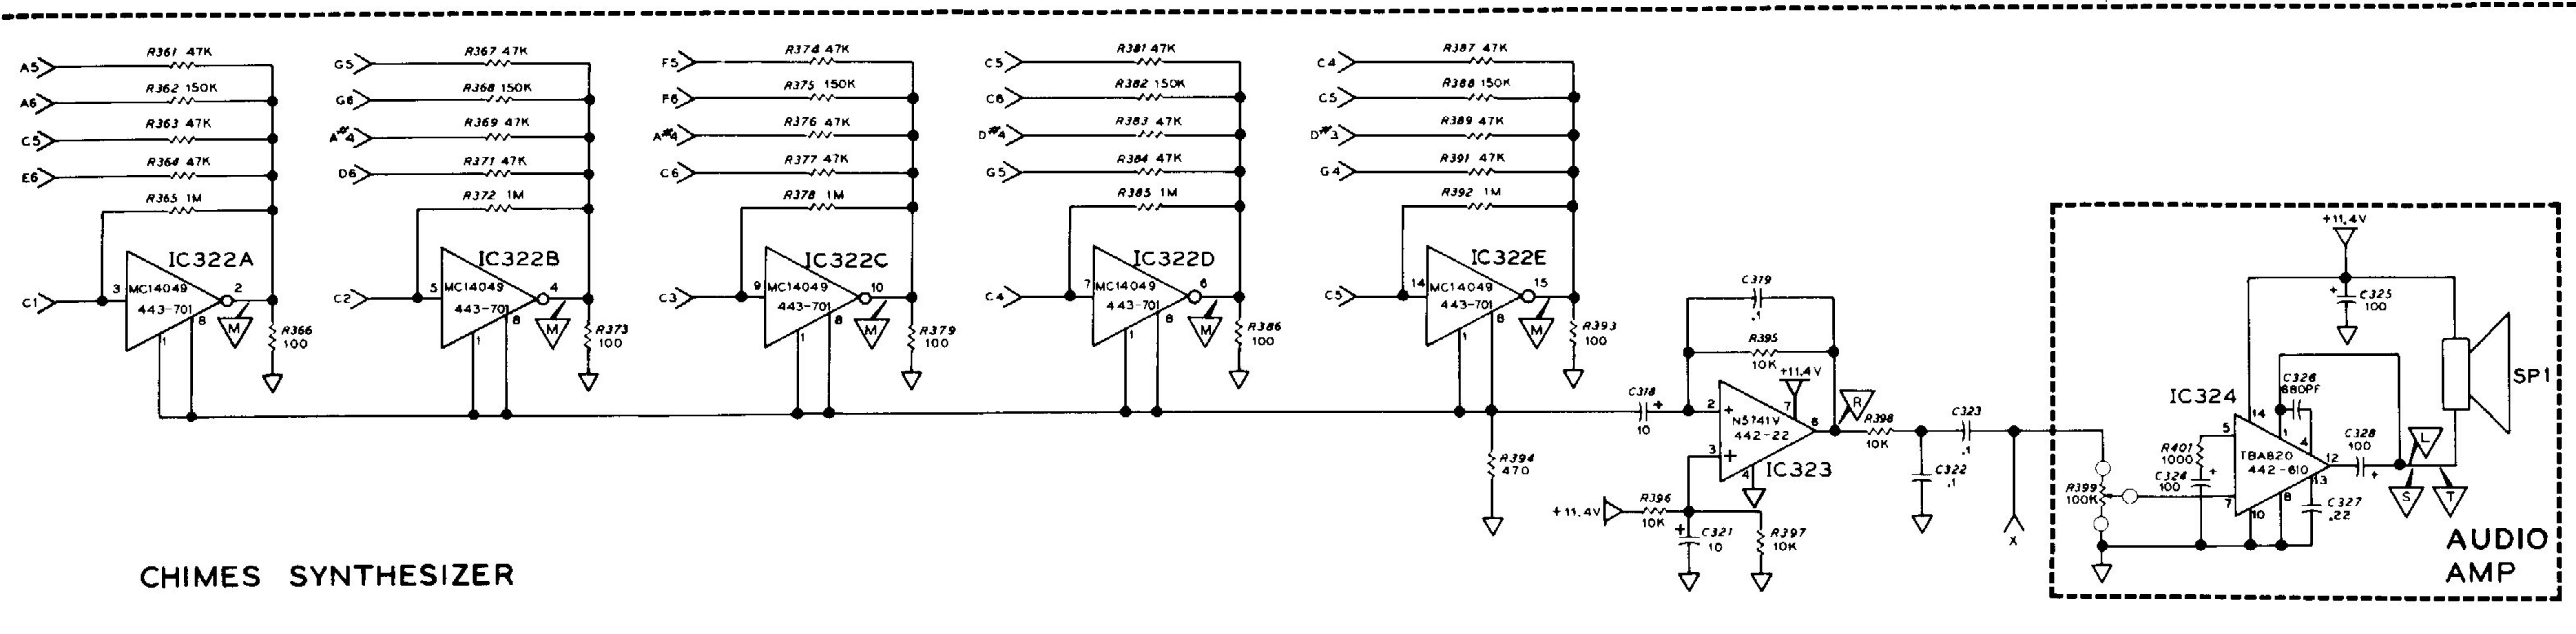 A5 R361 47K
A6 R362 150K
C5 R363 47K
E6 R364 47K
R365 1M
IC322A
C1 3 MC14049 2
443-701 8
M
1
R366
100
G5 R367 47K
G6 R368 150K
A#4 R369 47K
D6 R371 47K
R372 1M
IC322B
C2 5 MC14049 4
443-701 8
M
1
R373
100
F5 R374 47K
F6 R375 150K
A#4 R376 47K
C6 R377 47K
R378 1M
IC322C
C3 9 MC14049 10
443-701 8
M
1
R379
100
C5 R381 47K
C6 R382 150K
D#4 R383 47K
G5 R384 47K
R385 1M
IC322D
C4 7 MC14049 6
443-701 8
M
1
R386
100
C4 R387 47K
C5 R388 150K
D#3 R389 47K
G4 R391 47K
R392 1M
IC322E
C5 14 MC14049 15
443-701 8
M
1
R393
100
R394
470
C318
+
10
C319
.1
R395
10K
+11.4V
7
2 +
N5741V 6
442-22
3 +
4
IC323
R
+11.4V R396
10K
+ C321
10
R397
10K
R398
10K
C322
.1
C323
.1
X
R399
100K
+11.4V
+ C325
100
SP1
C326
680PF
IC324
14
5 1 4
R401
1000
+
C324
100
TBA820 12
442-610
13
7 8
10
C328
100
+
L
S T
C327
.22
AUDIO
AMP
CHIMES SYNTHESIZER